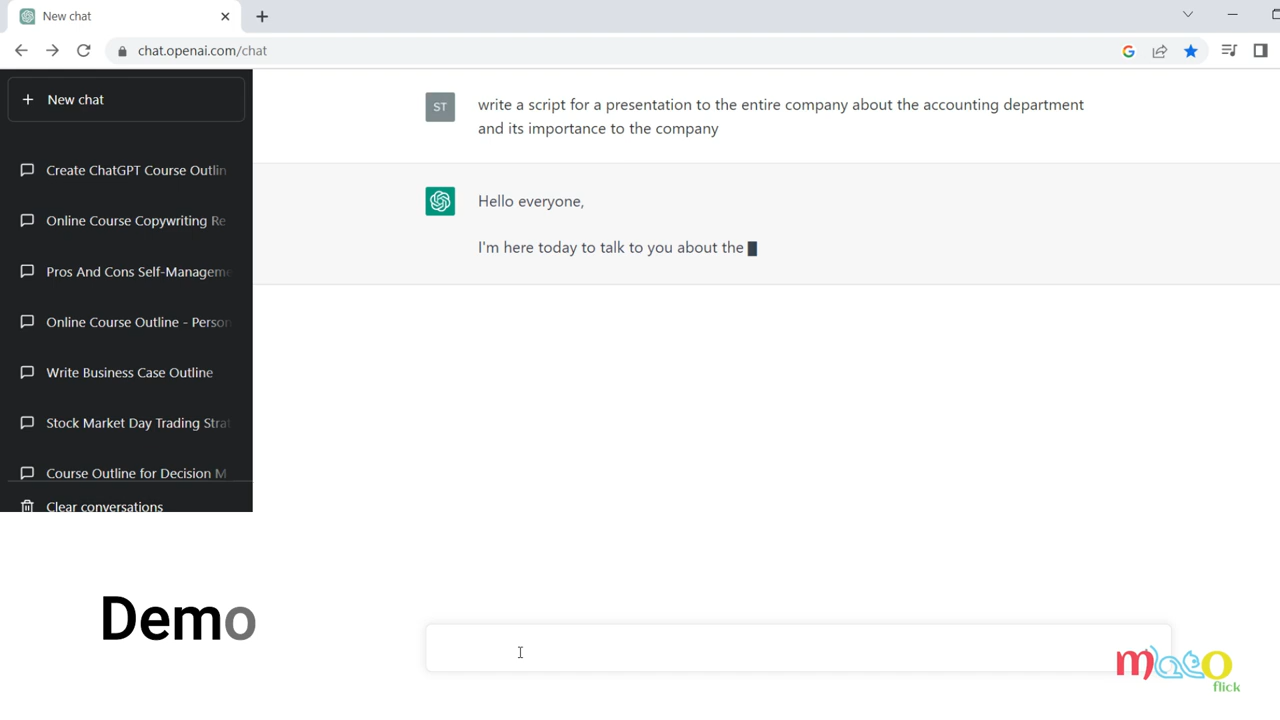 New chat
chat.openai.com/chat
New chat
Create ChatGPT Course Outlin
Online Course Copywriting Re
Pros And Cons Self-Manageme
Online Course Outline - Person
Write Business Case Outline
Stock Market Day Trading Strat
Course Outline for Decision M
Clear conversations
ST
write a script for a presentation to the entire company about the accounting department
and its importance to the company
Hello everyone,
I'm here today to talk to you about the
Demo
maoo
flick